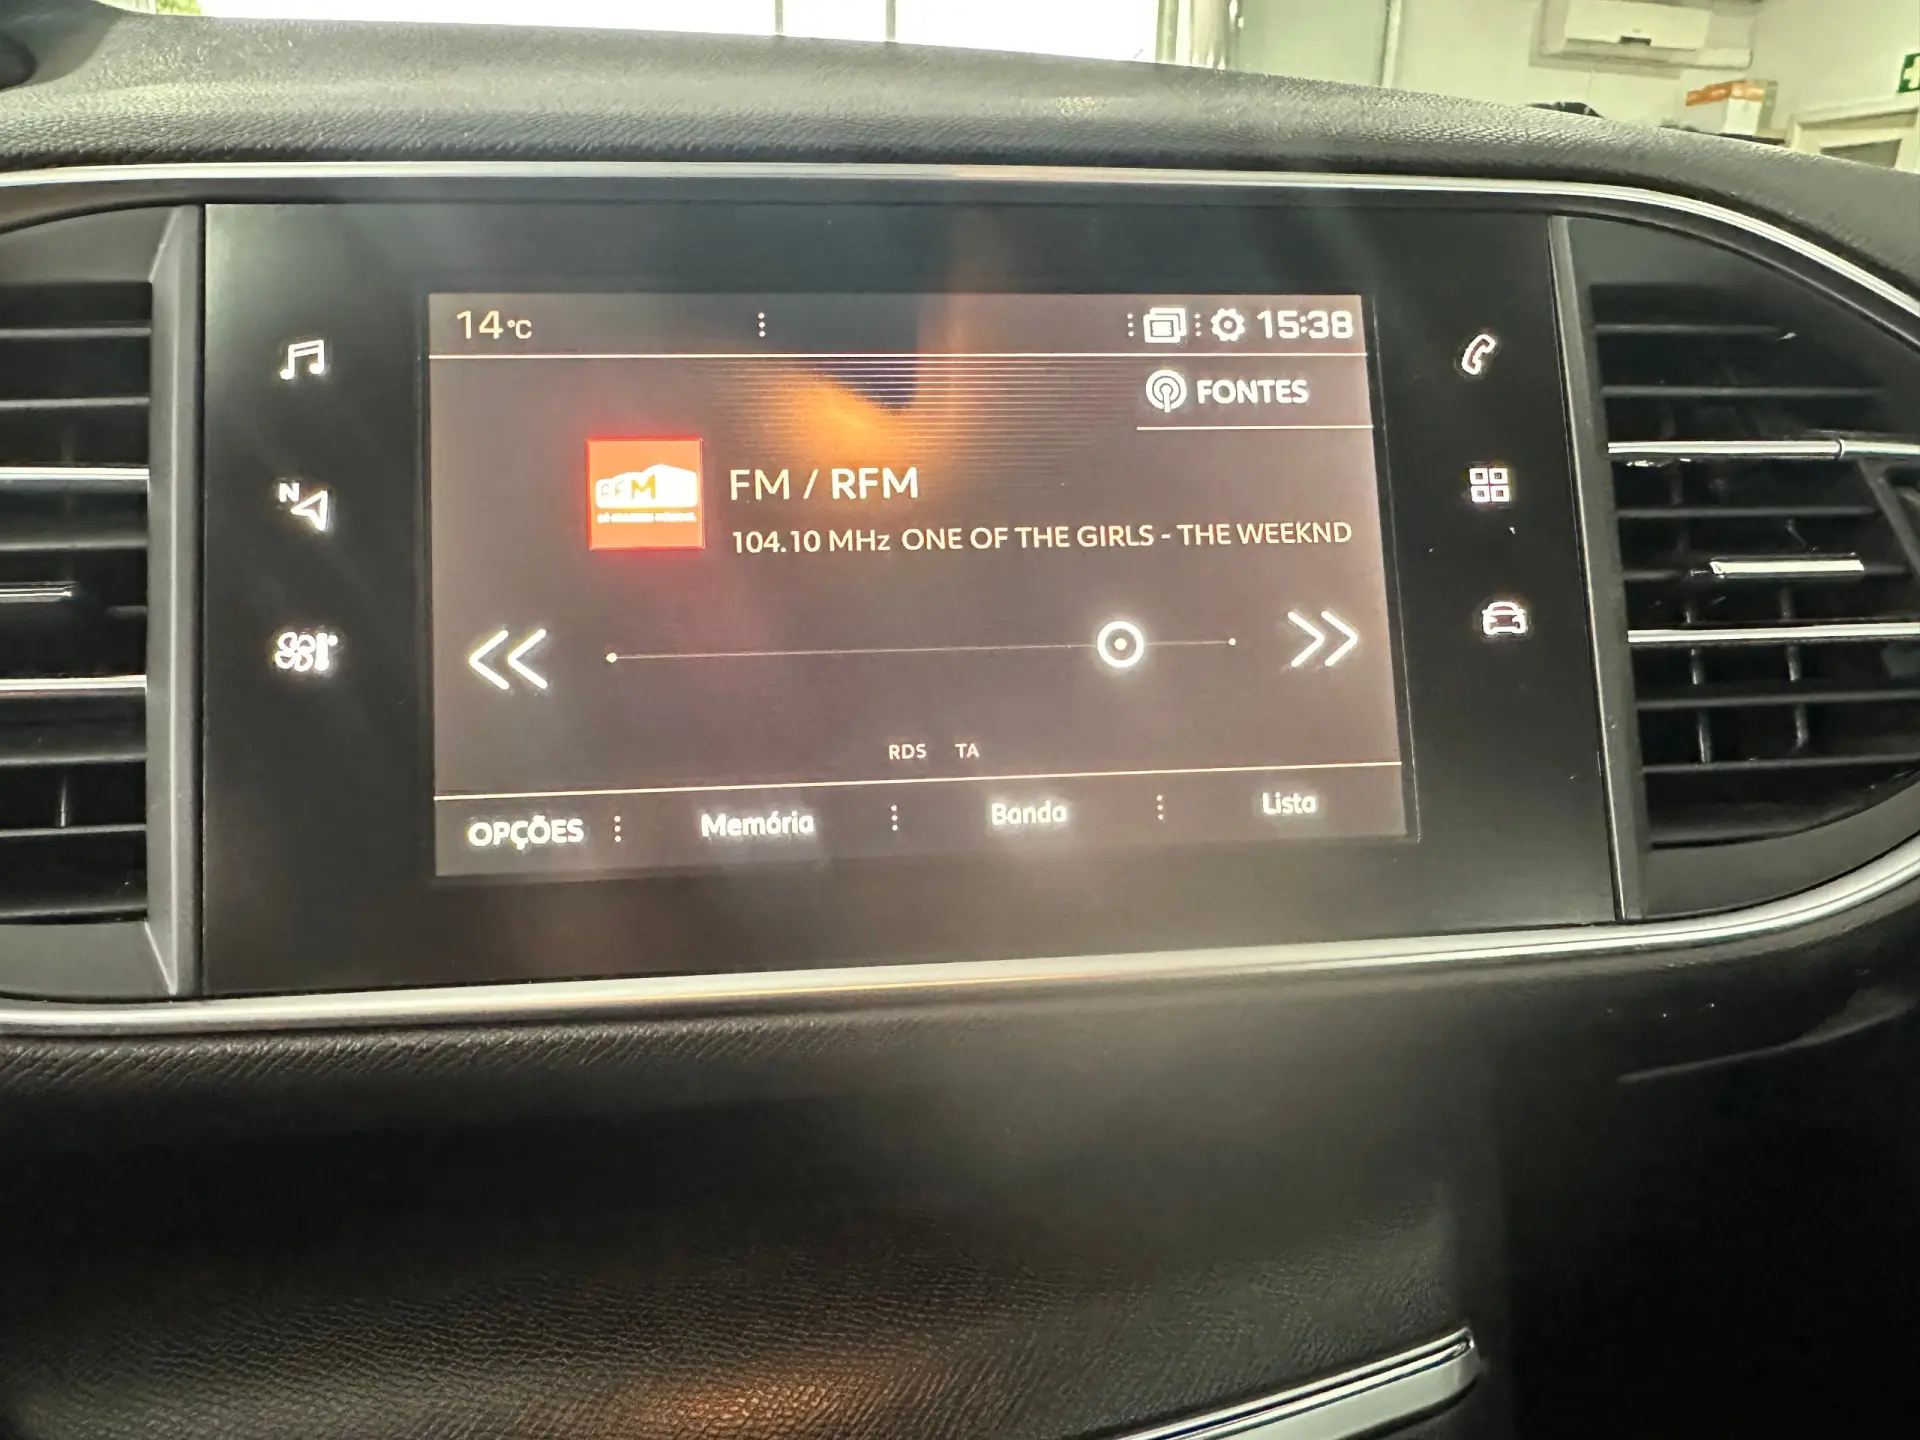 14°C
15:38
FONTES
RFM
FM / RFM
104.10 MHz ONE OF THE GIRLS - THE WEEKND
N
RDS TA
OPÇÕES Memória Banda Lista